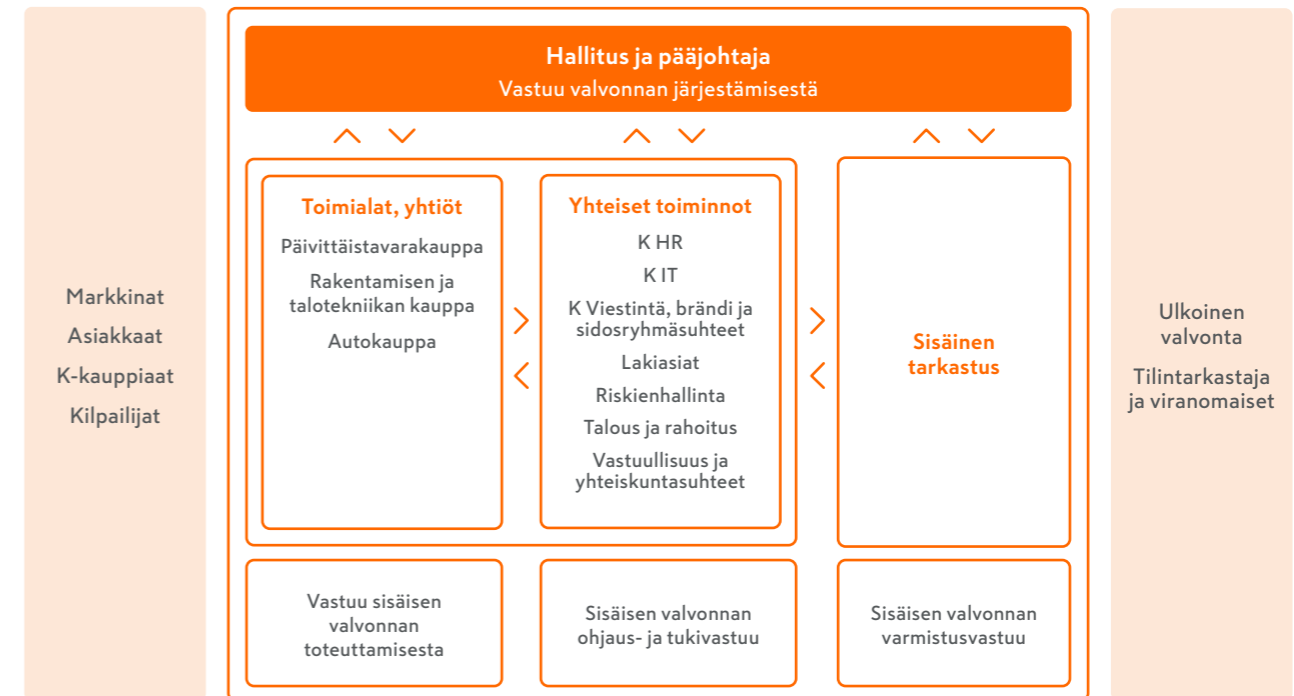 Hallitus ja pääjohtaja
Vastuu valvonnan järjestämisestä
Markkinat
Asiakkaat
K-kauppiaat
Kilpailijat
Toimialat, yhtiöt
Päivittäistavarakauppa
Rakentamisen ja
talotekniikan kauppa
Autokauppa
Yhteiset toiminnot
K HR
K IT
K Viestintä, brändi ja
sidosryhmäsuhteet
Lakiasiat
Riskienhallinta
Talous ja rahoitus
Vastuullisuus ja
yhteiskuntasuhteet
Sisäinen
tarkastus
Vastuu sisäisen
valvonnan
toteuttamisesta
Sisäisen valvonnan
ohjaus- ja tukivastuu
Sisäisen valvonnan
varmistusvastuu
Ulkoinen
valvonta
Tilintarkastaja
ja viranomaiset